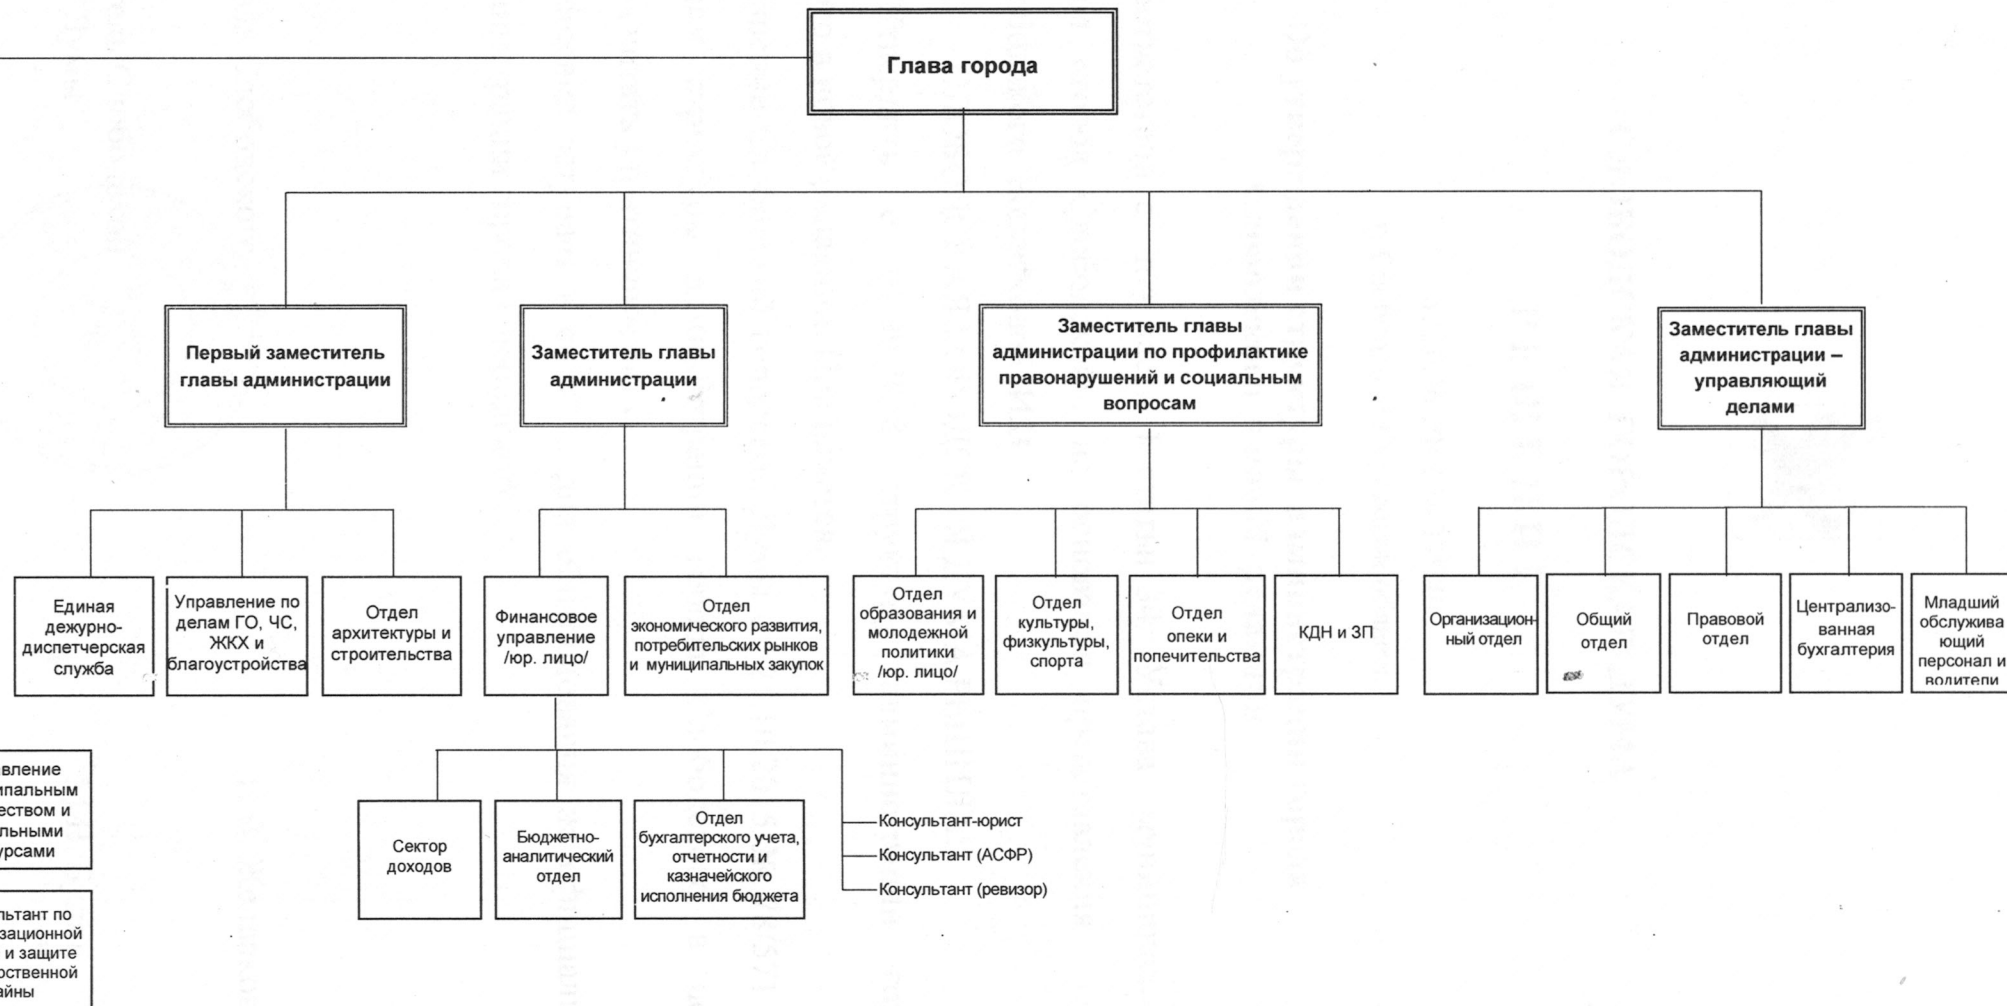 Глава города
Первый заместитель
главы администрации
Заместитель главы
администрации
Заместитель главы
администрации по профилактике
правонарушений и социальным
вопросам
Заместитель главы
администрации –
управляющий
делами
Единая
дежурно-
диспетчерская
служба
Управление по
делам ГО, ЧС,
ЖКХ и
благоустройства
Отдел
архитектуры и
строительства
Финансовое
управление
/юр. лицо/
Отдел
экономического развития,
потребительских рынков
и муниципальных закупок
Отдел
образования и
молодежной
политики
/юр. лицо/
Отдел
культуры,
физкультуры,
спорта
Отдел
опеки и
попечительства
КДН и ЗП
Организацион-
ный отдел
Общий
отдел
Правовой
отдел
Централизо-
ванная
бухгалтерия
Младший
обслужива
ющий
персонал и
водители
авление
ипальным
еством и
льными
урсами
Сектор
доходов
Бюджетно-
аналитический
отдел
Отдел
бухгалтерского учета,
отчетности и
казначейского
исполнения бюджета
Консультант-юрист
Консультант (АСФР)
Консультант (ревизор)
льтант по
зационной
и защите
рственной
айны